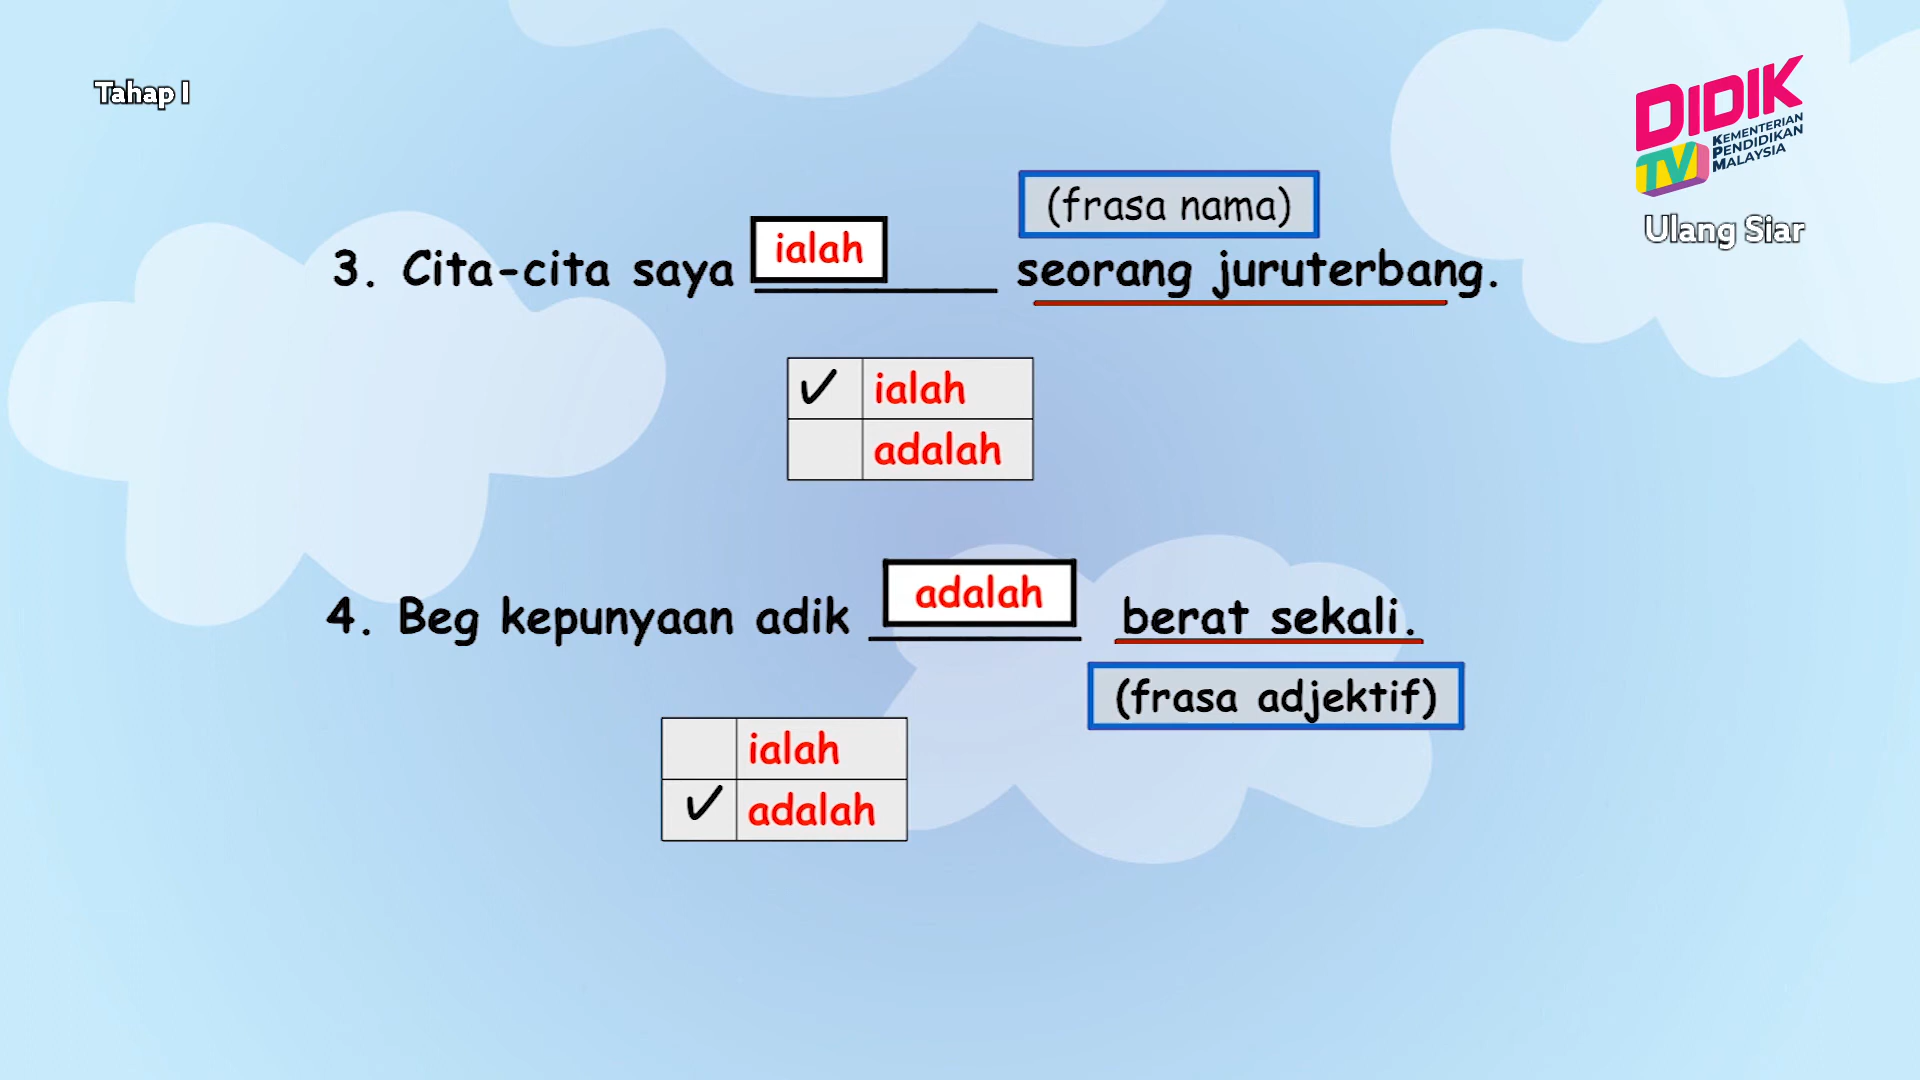 Tahap I
DIDIK
TV
KEMENTERIAN
PENDIDIKAN
MALAYSIA
Ulang Siar
(frasa nama)
3. Cita-cita saya ialah seorang juruterbang.
✓ ialah
adalah
4. Beg kepunyaan adik adalah berat sekali.
(frasa adjektif)
ialah
✓ adalah